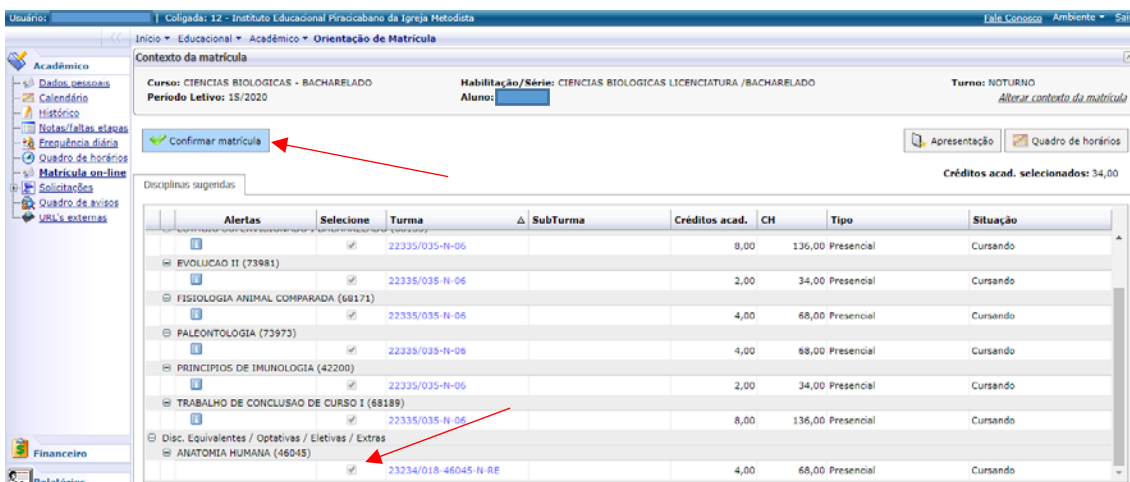 Usuário: | Coligada: 12 - Instituto Educacional Piracicabano da Igreja Metodista Fale Conosco Ambiente Sair
Início Educacional Acadêmico Orientação de Matrícula
Acadêmico
Dados pessoais
Calendário
Histórico
Notas/faltas etapas
Frequência diária
Quadro de horários
Matrícula on-line
Solicitações
Quadro de avisos
URL's externas
Financeiro
Relatórios
Contexto da matrícula
Curso: CIENCIAS BIOLOGICAS - BACHARELADO Habilitação/Série: CIENCIAS BIOLOGICAS LICENCIATURA /BACHARELADO Turno: NOTURNO
Período Letivo: 1S/2020 Aluno: Alterar contexto da matrícula
Confirmar matrícula Apresentação Quadro de horários
Créditos acad. selecionados: 34,00
Disciplinas sugeridas
Alertas Selecione Turma SubTurma Créditos acad. CH Tipo Situação
22335/035-N-06 8,00 136,00 Presencial Cursando
EVOLUCAO II (73981)
22335/035-N-06 2,00 34,00 Presencial Cursando
FISIOLOGIA ANIMAL COMPARADA (68171)
22335/035-N-06 4,00 68,00 Presencial Cursando
PALEONTOLOGIA (73973)
22335/035-N-06 4,00 68,00 Presencial Cursando
PRINCIPIOS DE IMUNOLOGIA (42200)
22335/035-N-06 2,00 34,00 Presencial Cursando
TRABALHO DE CONCLUSAO DE CURSO I (68189)
22335/035-N-06 8,00 136,00 Presencial Cursando
Disc. Equivalentes / Optativas / Eletivas / Extras
ANATOMIA HUMANA (46045)
23234/018-46045-N-RE 4,00 68,00 Presencial Cursando